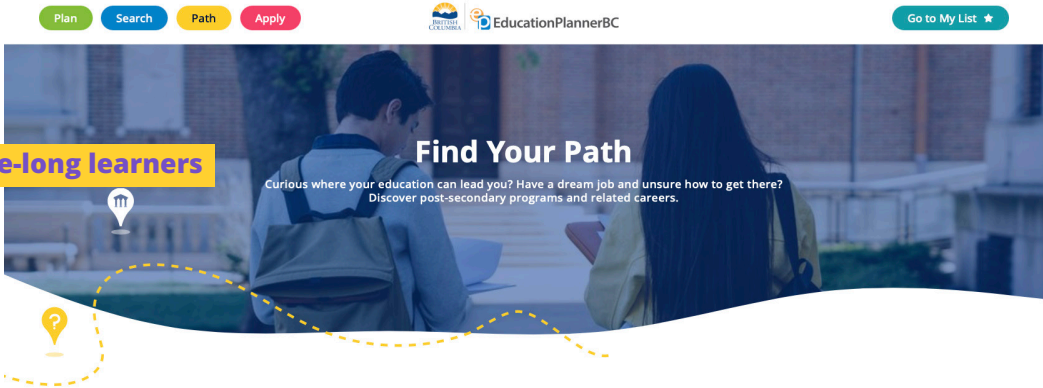 Plan Search Path Apply
BRITISH
COLUMBIA
EducationPlannerBC
Go to My List
e-long learners
Find Your Path
Curious where your education can lead you? Have a dream job and unsure how to get there?
Discover post-secondary programs and related careers.
?